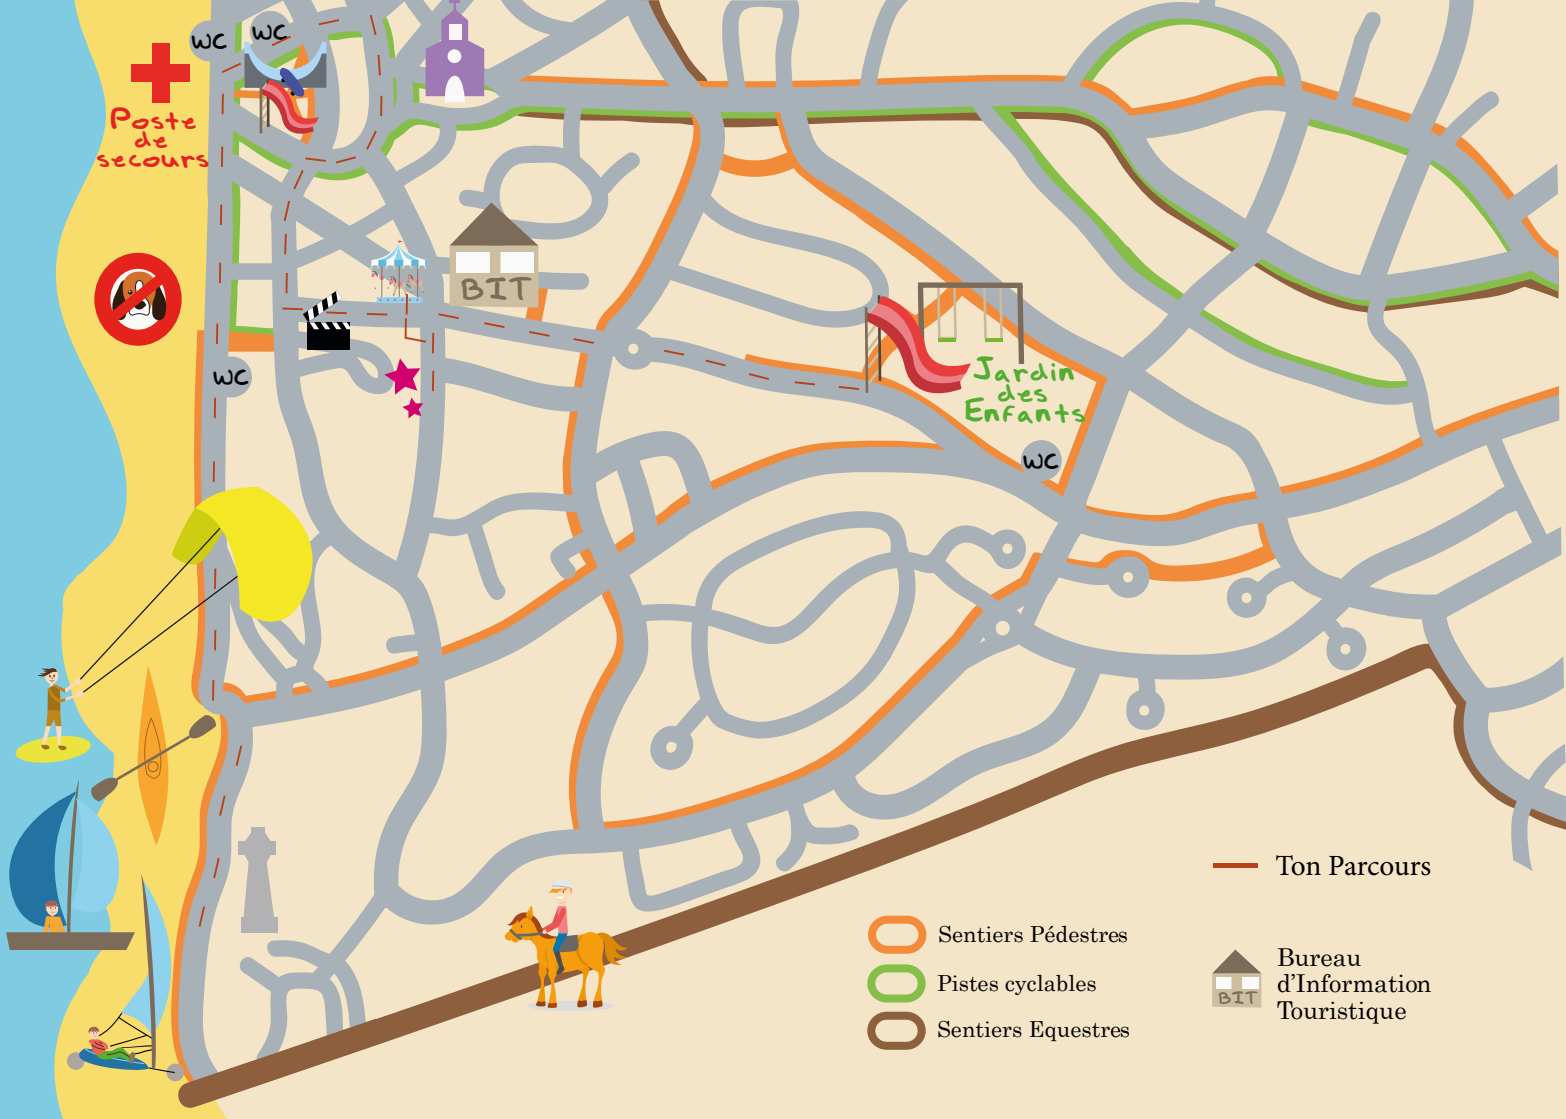 WC
WC
Poste
de
secours
BIT
WC
Jardin
des
Enfants
WC
Ton Parcours
Sentiers Pédestres
Pistes cyclables
Sentiers Equestres
BIT
Bureau
d'Information
Touristique